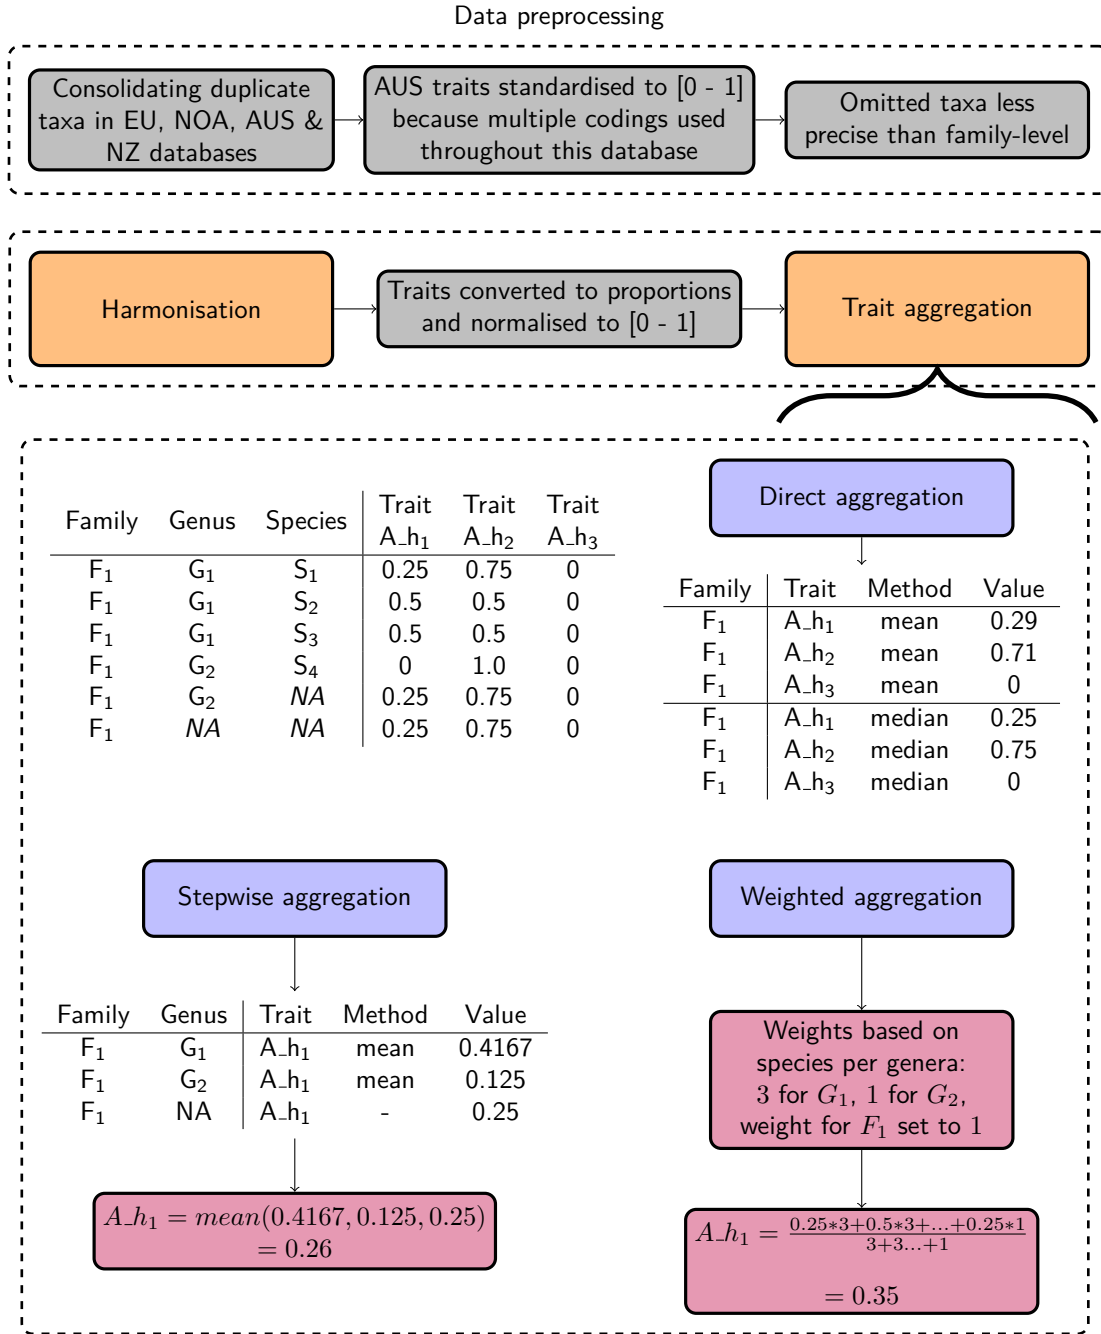 Data preprocessing
Consolidating duplicate
taxa in EU, NOA, AUS &
NZ databases
AUS traits standardised to [0 - 1]
because multiple codings used
throughout this database
Omitted taxa less
precise than family-level
Harmonisation
Traits converted to proportions
and normalised to [0 - 1]
Trait aggregation
Family Genus Species Trait A_h₁ Trait A_h₂ Trait A_h₃
F₁ G₁ S₁ 0.25 0.75 0
F₁ G₁ S₂ 0.5 0.5 0
F₁ G₁ S₃ 0.5 0.5 0
F₁ G₂ S₄ 0 1.0 0
F₁ G₂ NA 0.25 0.75 0
F₁ NA NA 0.25 0.75 0
Direct aggregation
Family Trait Method Value
F₁ A_h₁ mean 0.29
F₁ A_h₂ mean 0.71
F₁ A_h₃ mean 0
F₁ A_h₁ median 0.25
F₁ A_h₂ median 0.75
F₁ A_h₃ median 0
Stepwise aggregation
Family Genus Trait Method Value
F₁ G₁ A_h₁ mean 0.4167
F₁ G₂ A_h₁ mean 0.125
F₁ NA A_h₁ - 0.25
A_h₁ = mean(0.4167, 0.125, 0.25)
= 0.26
Weighted aggregation
Weights based on
species per genera:
3 for G₁, 1 for G₂,
weight for F₁ set to 1
A_h₁ = 0.25*3+0.5*3+...+0.25*1 / 3+3...+1
= 0.35